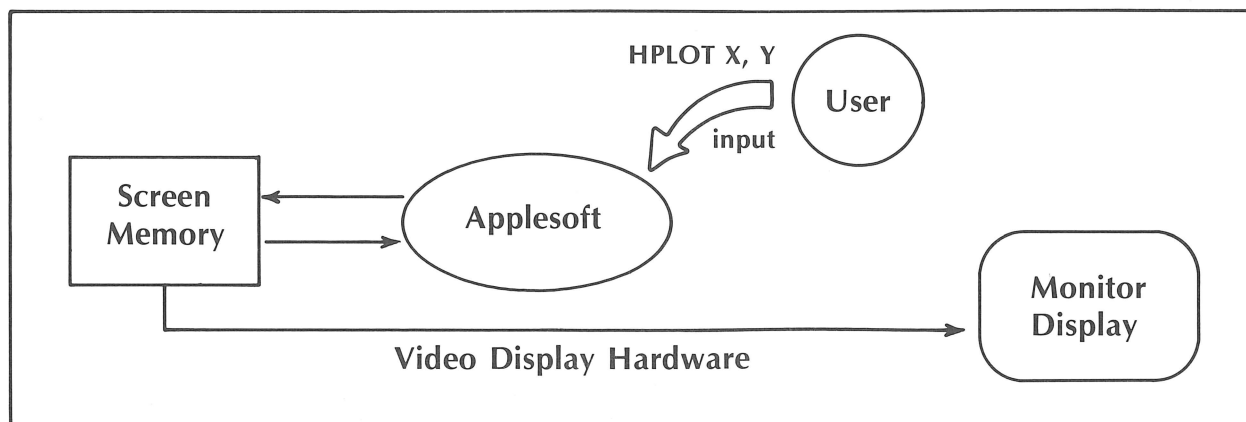 HPLOT X, Y
User
input
Screen
Memory
Applesoft
Monitor
Display
Video Display Hardware